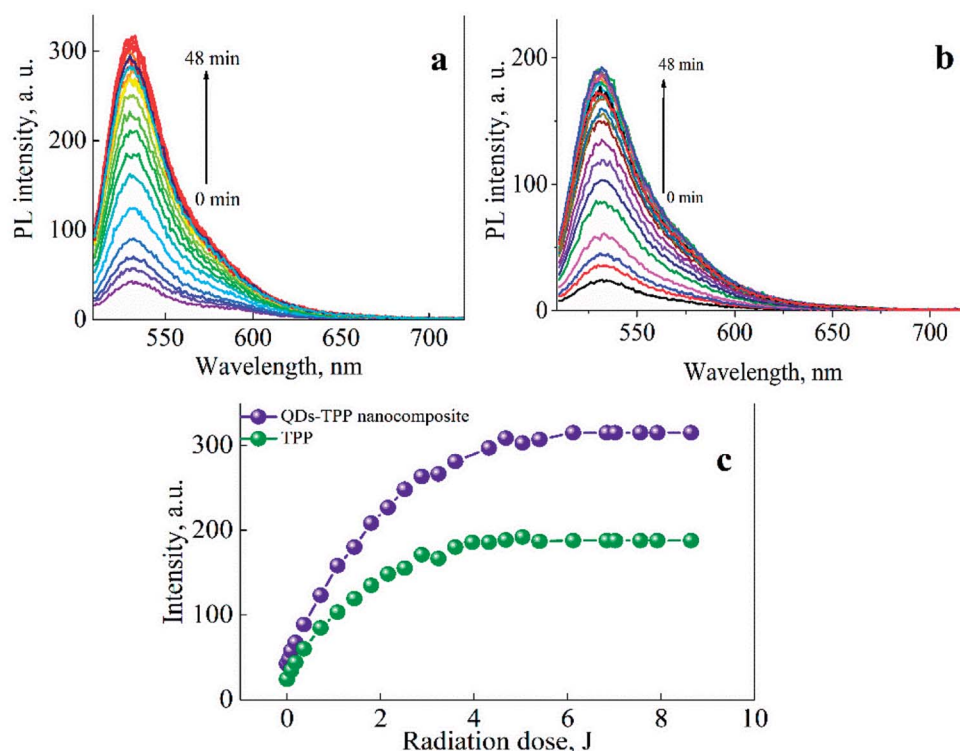 a
300
200
100
0
48 min
0 min
PL intensity, a. u.
550 600 650 700
Wavelength, nm
b
200
100
0
48 min
0 min
PL intensity, a. u.
550 600 650 700
Wavelength, nm
QDs-TPP nanocomposite
TPP
c
300
200
100
0
Intensity, a.u.
0 2 4 6 8 10
Radiation dose, J